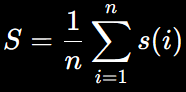 S = \frac{1}{n} \sum_{i=1}^{n} s(i)